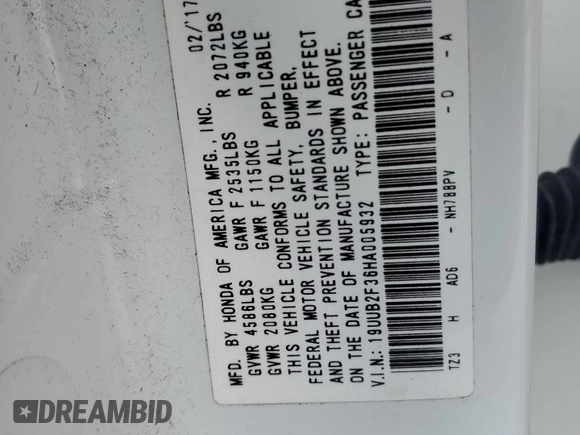 MFD. BY HONDA OF AMERICA MFG., INC. 02/'17
GVWR 4586LBS GAWR F 2535LBS R 2072LBS
GVWR 2080KG GAWR F 1150KG R 940KG
THIS VEHICLE CONFORMS TO ALL APPLICABLE
FEDERAL MOTOR VEHICLE SAFETY, BUMPER,
AND THEFT PREVENTION STANDARDS IN EFFECT
ON THE DATE OF MANUFACTURE SHOWN ABOVE.
V.I.N.: 19UUB2F36HA005932 TYPE: PASSENGER CA
TZ3 H AD6 - NH788PV - D - A
DREAMBID